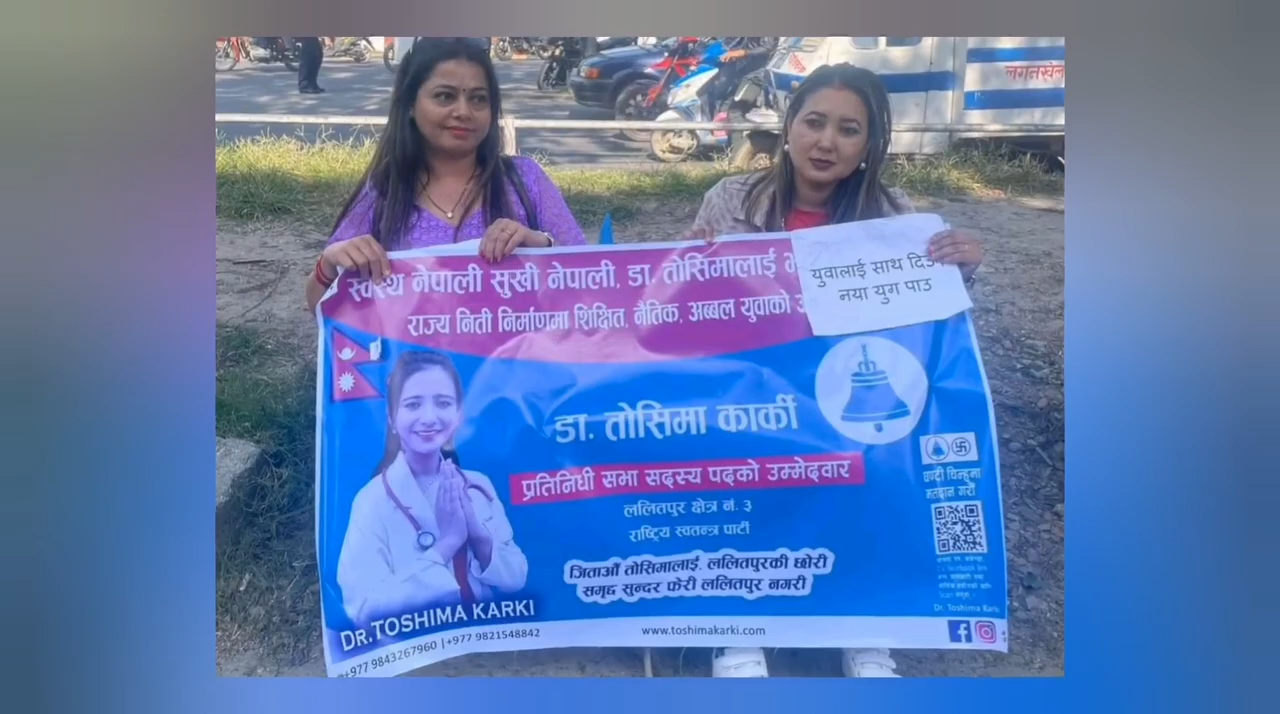 लगनखेल
स्वस्थ नेपाली सुखी नेपाली, डा. तोसिमालाई
राज्य निती निर्माणमा शिक्षित, नैतिक, अब्बल युवाको
युवालाई साथ दिउँ
नया युग पाउ
डा. तोसिमा कार्की
प्रतिनिधी सभा सदस्य पदको उम्मेदवार
ललितपुर क्षेत्र नं. ३
राष्ट्रिय स्वतन्त्र पार्टी
जिताऔं तोसिमालाई, ललितपुरकी छोरी
समृद्द सुन्दर फेरी ललितपुर नगरी
घण्टी चिन्हमा
मतदान गरौं
Dr. Toshima Karki
DR.TOSHIMA KARKI
+977 9843267960 |+977 9821548842
www.toshimakarki.com